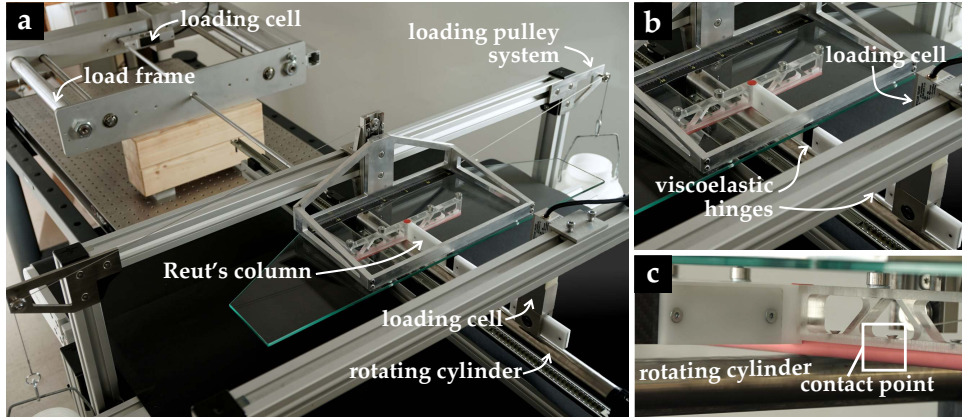 a
loading cell
load frame
loading pulley
system
Reut's column
loading cell
rotating cylinder
b
loading cell
viscoelastic
hinges
c
rotating cylinder
contact point